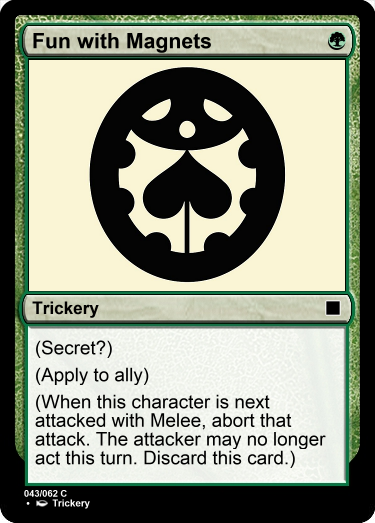 Fun with Magnets
Trickery
(Secret?)
(Apply to ally)
(When this character is next
attacked with Melee, abort that
attack. The attacker may no longer
act this turn. Discard this card.)
043/062 C
• Trickery